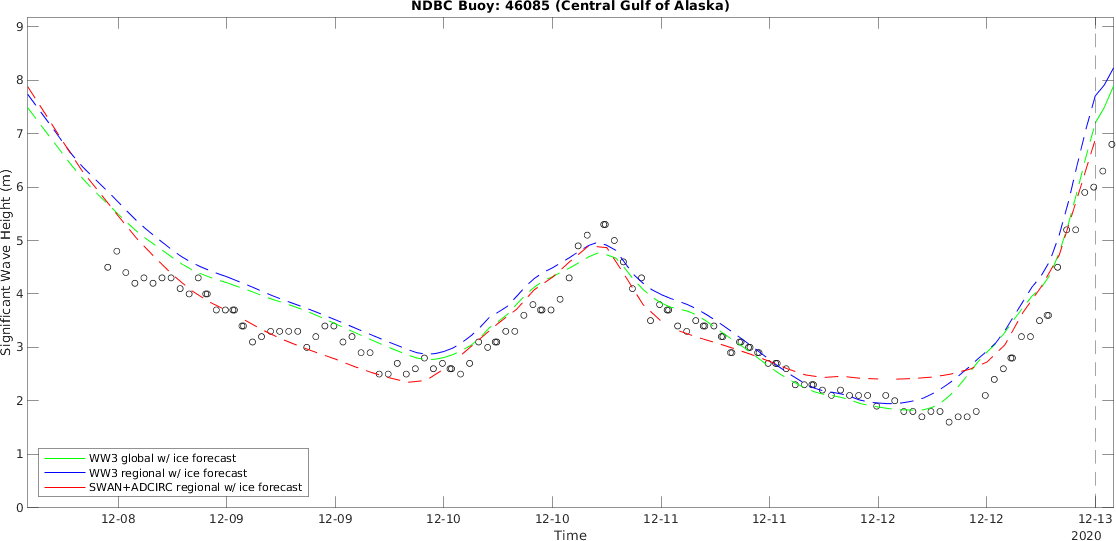 NDBC Buoy: 46085 (Central Gulf of Alaska)
Significant Wave Height (m)
9
8
7
6
5
4
3
2
1
0
WW3 global w/ ice forecast
WW3 regional w/ ice forecast
SWAN+ADCIRC regional w/ ice forecast
12-08 12-09 12-09 12-10 12-10 12-11 12-11 12-12 12-12 12-13
Time 2020